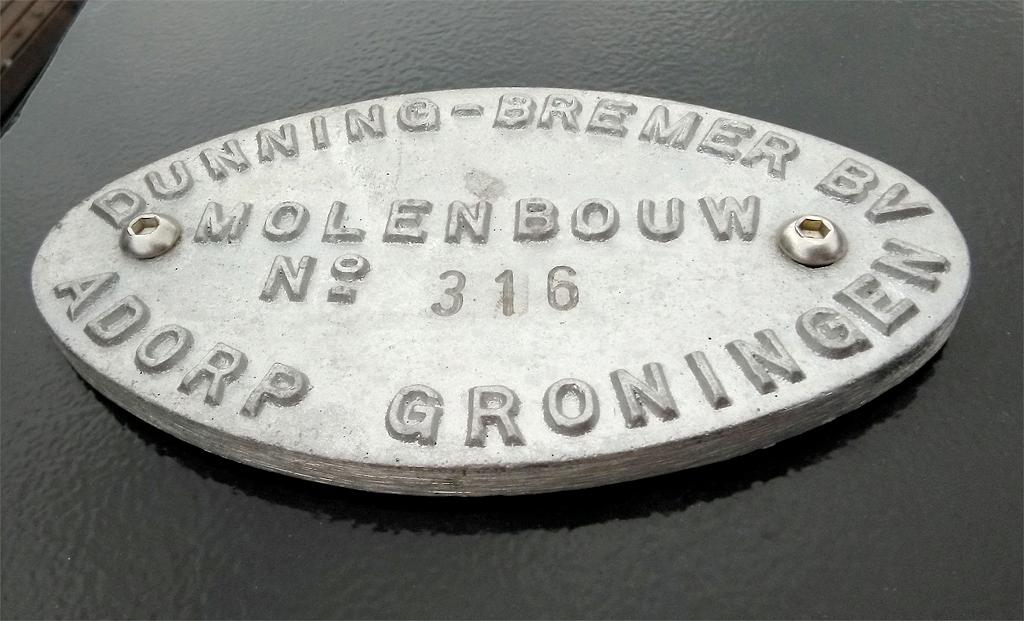 DUNNING-BREMER BV
MOLENBOUW
Nº 316
ADORP GRONINGEN